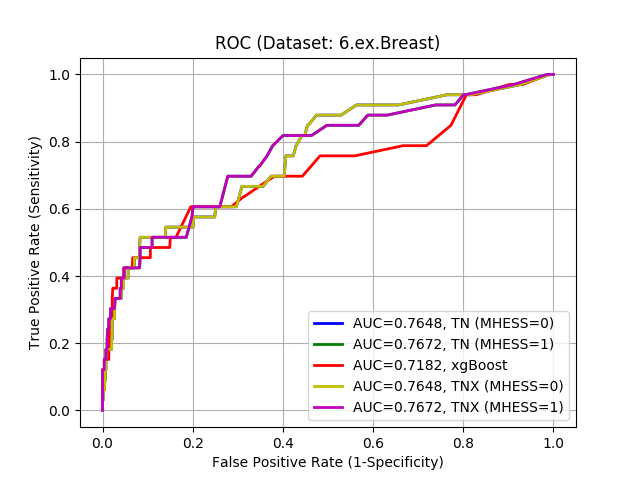 ROC (Dataset: 6.ex.Breast)
True Positive Rate (Sensitivity)
1.0
0.8
0.6
0.4
0.2
0.0
AUC=0.7648, TN (MHESS=0)
AUC=0.7672, TN (MHESS=1)
AUC=0.7182, xgBoost
AUC=0.7648, TNX (MHESS=0)
AUC=0.7672, TNX (MHESS=1)
0.0 0.2 0.4 0.6 0.8 1.0
False Positive Rate (1-Specificity)